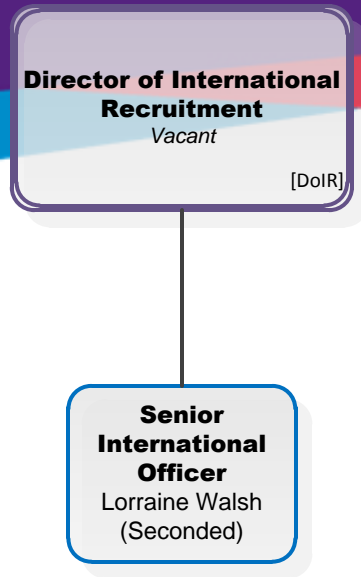 Director of International
Recruitment
Vacant
[DoIR]
Senior
International
Officer
Lorraine Walsh
(Seconded)